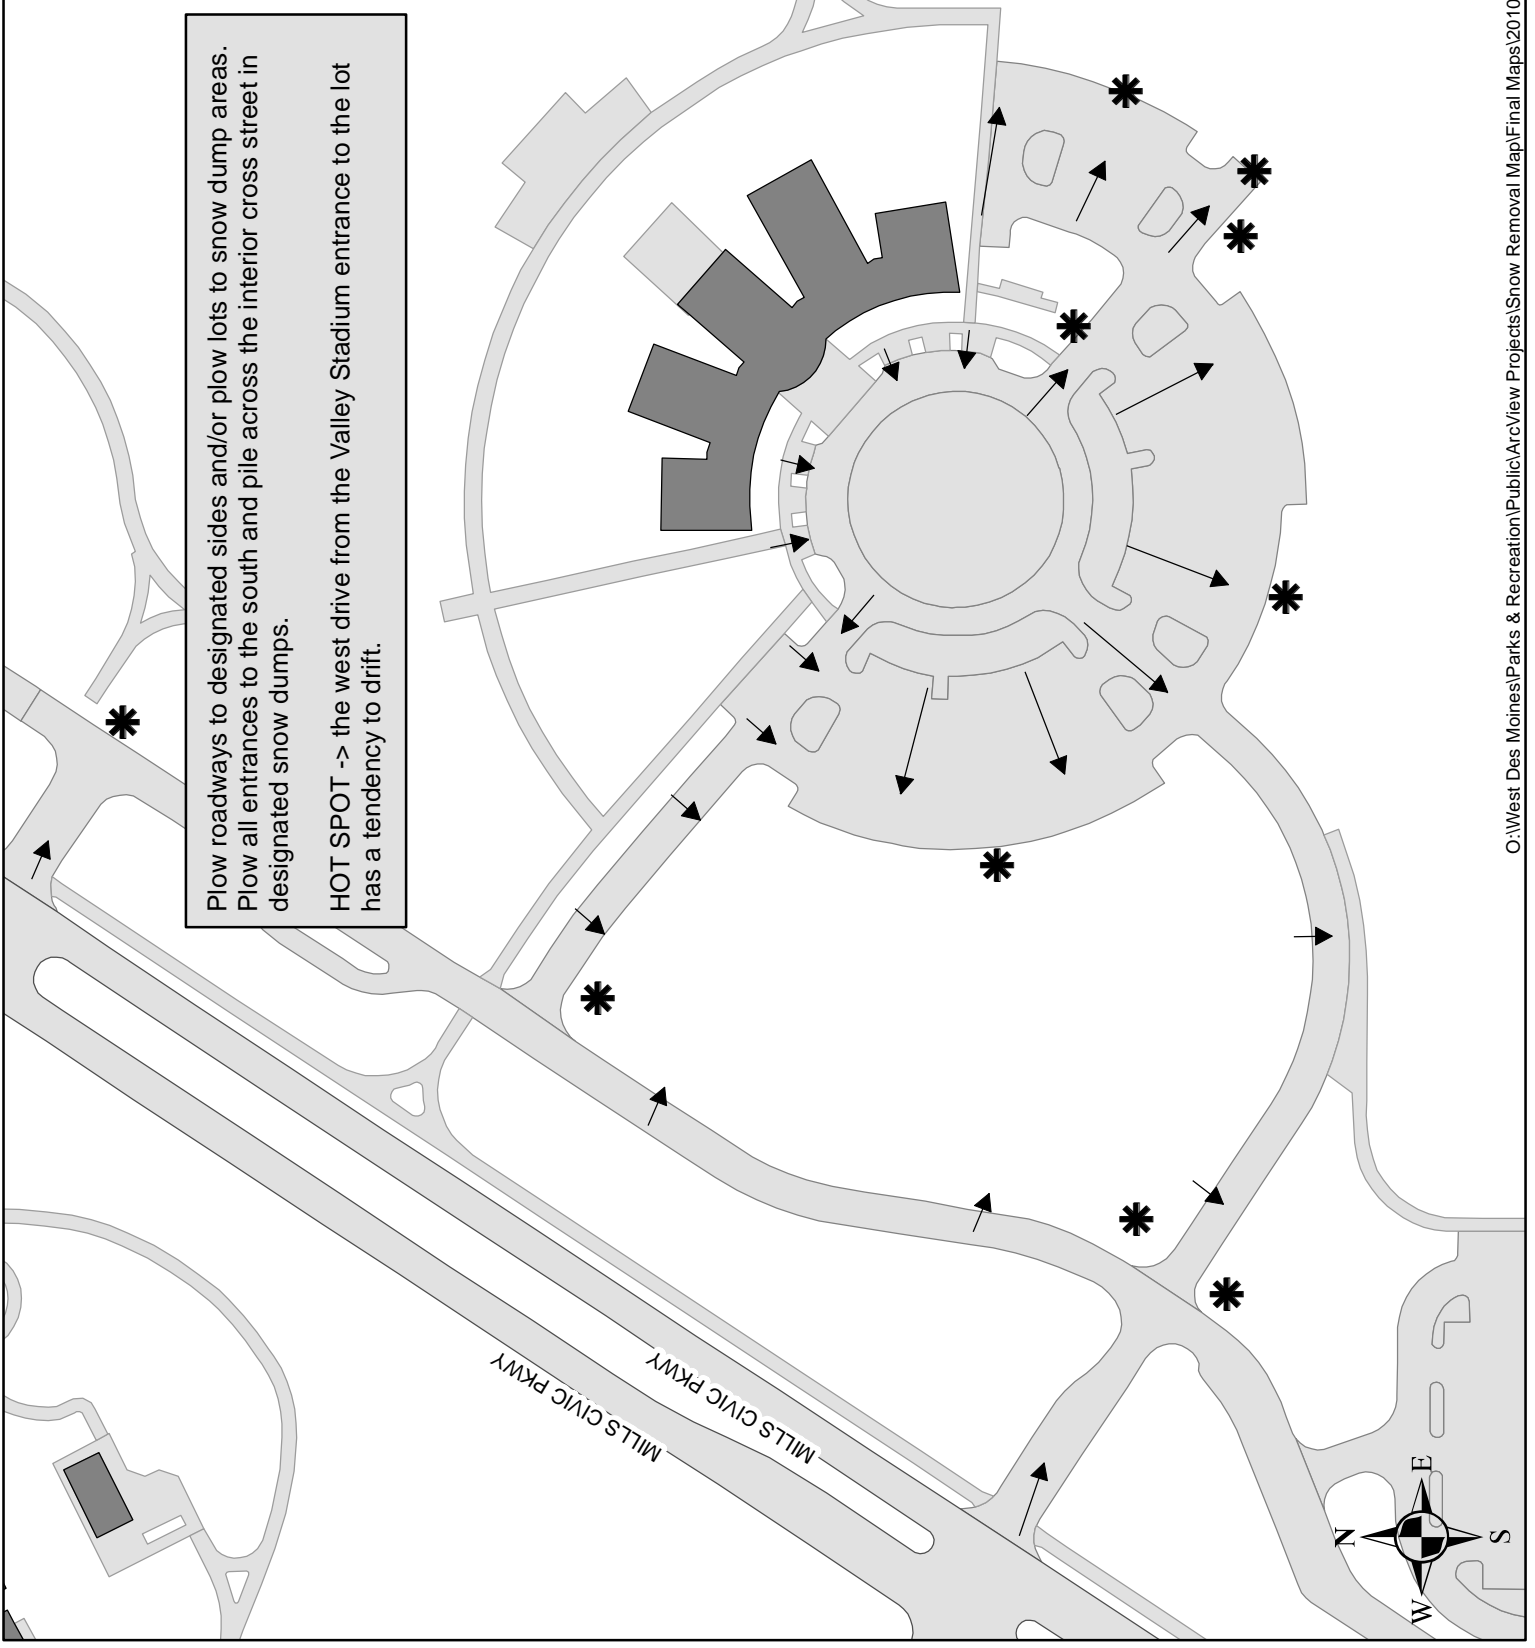 Plow roadways to designated sides and/or plow lots to snow dump areas.
Plow all entrances to the south and pile across the interior cross street in
designated snow dumps.
HOT SPOT -> the west drive from the Valley Stadium entrance to the lot
has a tendency to drift.
MILLS CIVIC PKWY
MILLS CIVIC PKWY
N
W
E
S
O:\West Des Moines\Parks & Recreation\Public\ArcView Projects\Snow Removal Map\Final Maps\2010